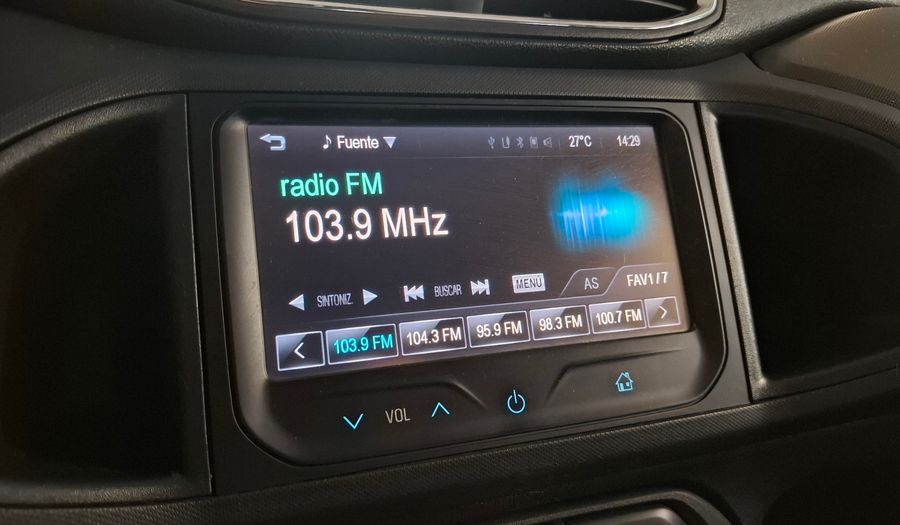 Fuente 27°C 14:29
radio FM
103.9 MHz
SINTONIZ. BUSCAR MENÚ AS FAV1 / 7
103.9 FM 104.3 FM 95.9 FM 98.3 FM 100.7 FM
VOL